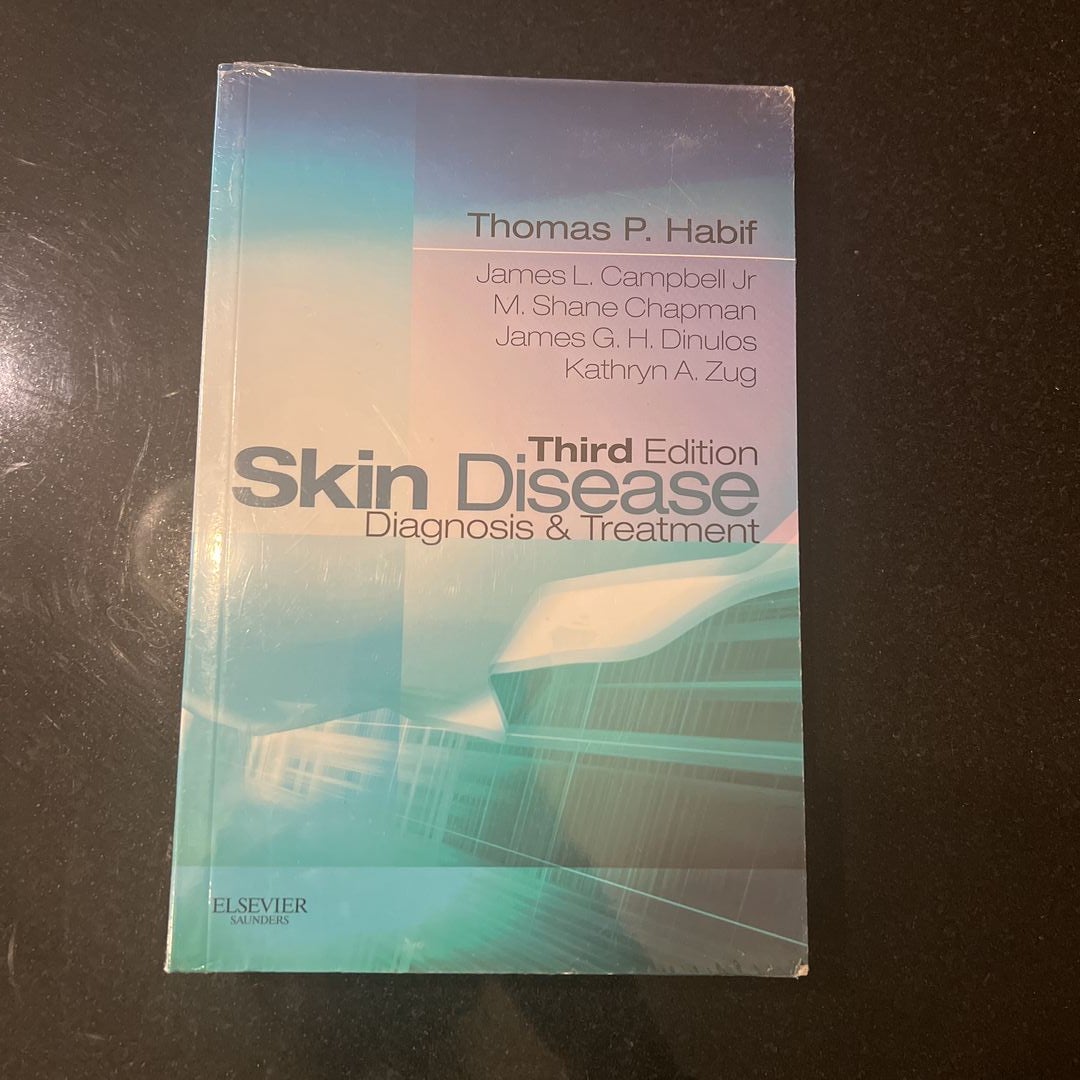 Thomas P. Habif
James L. Campbell Jr
M. Shane Chapman
James G. H. Dinulos
Kathryn A. Zug
Third Edition
Skin Disease
Diagnosis & Treatment
ELSEVIER
SAUNDERS